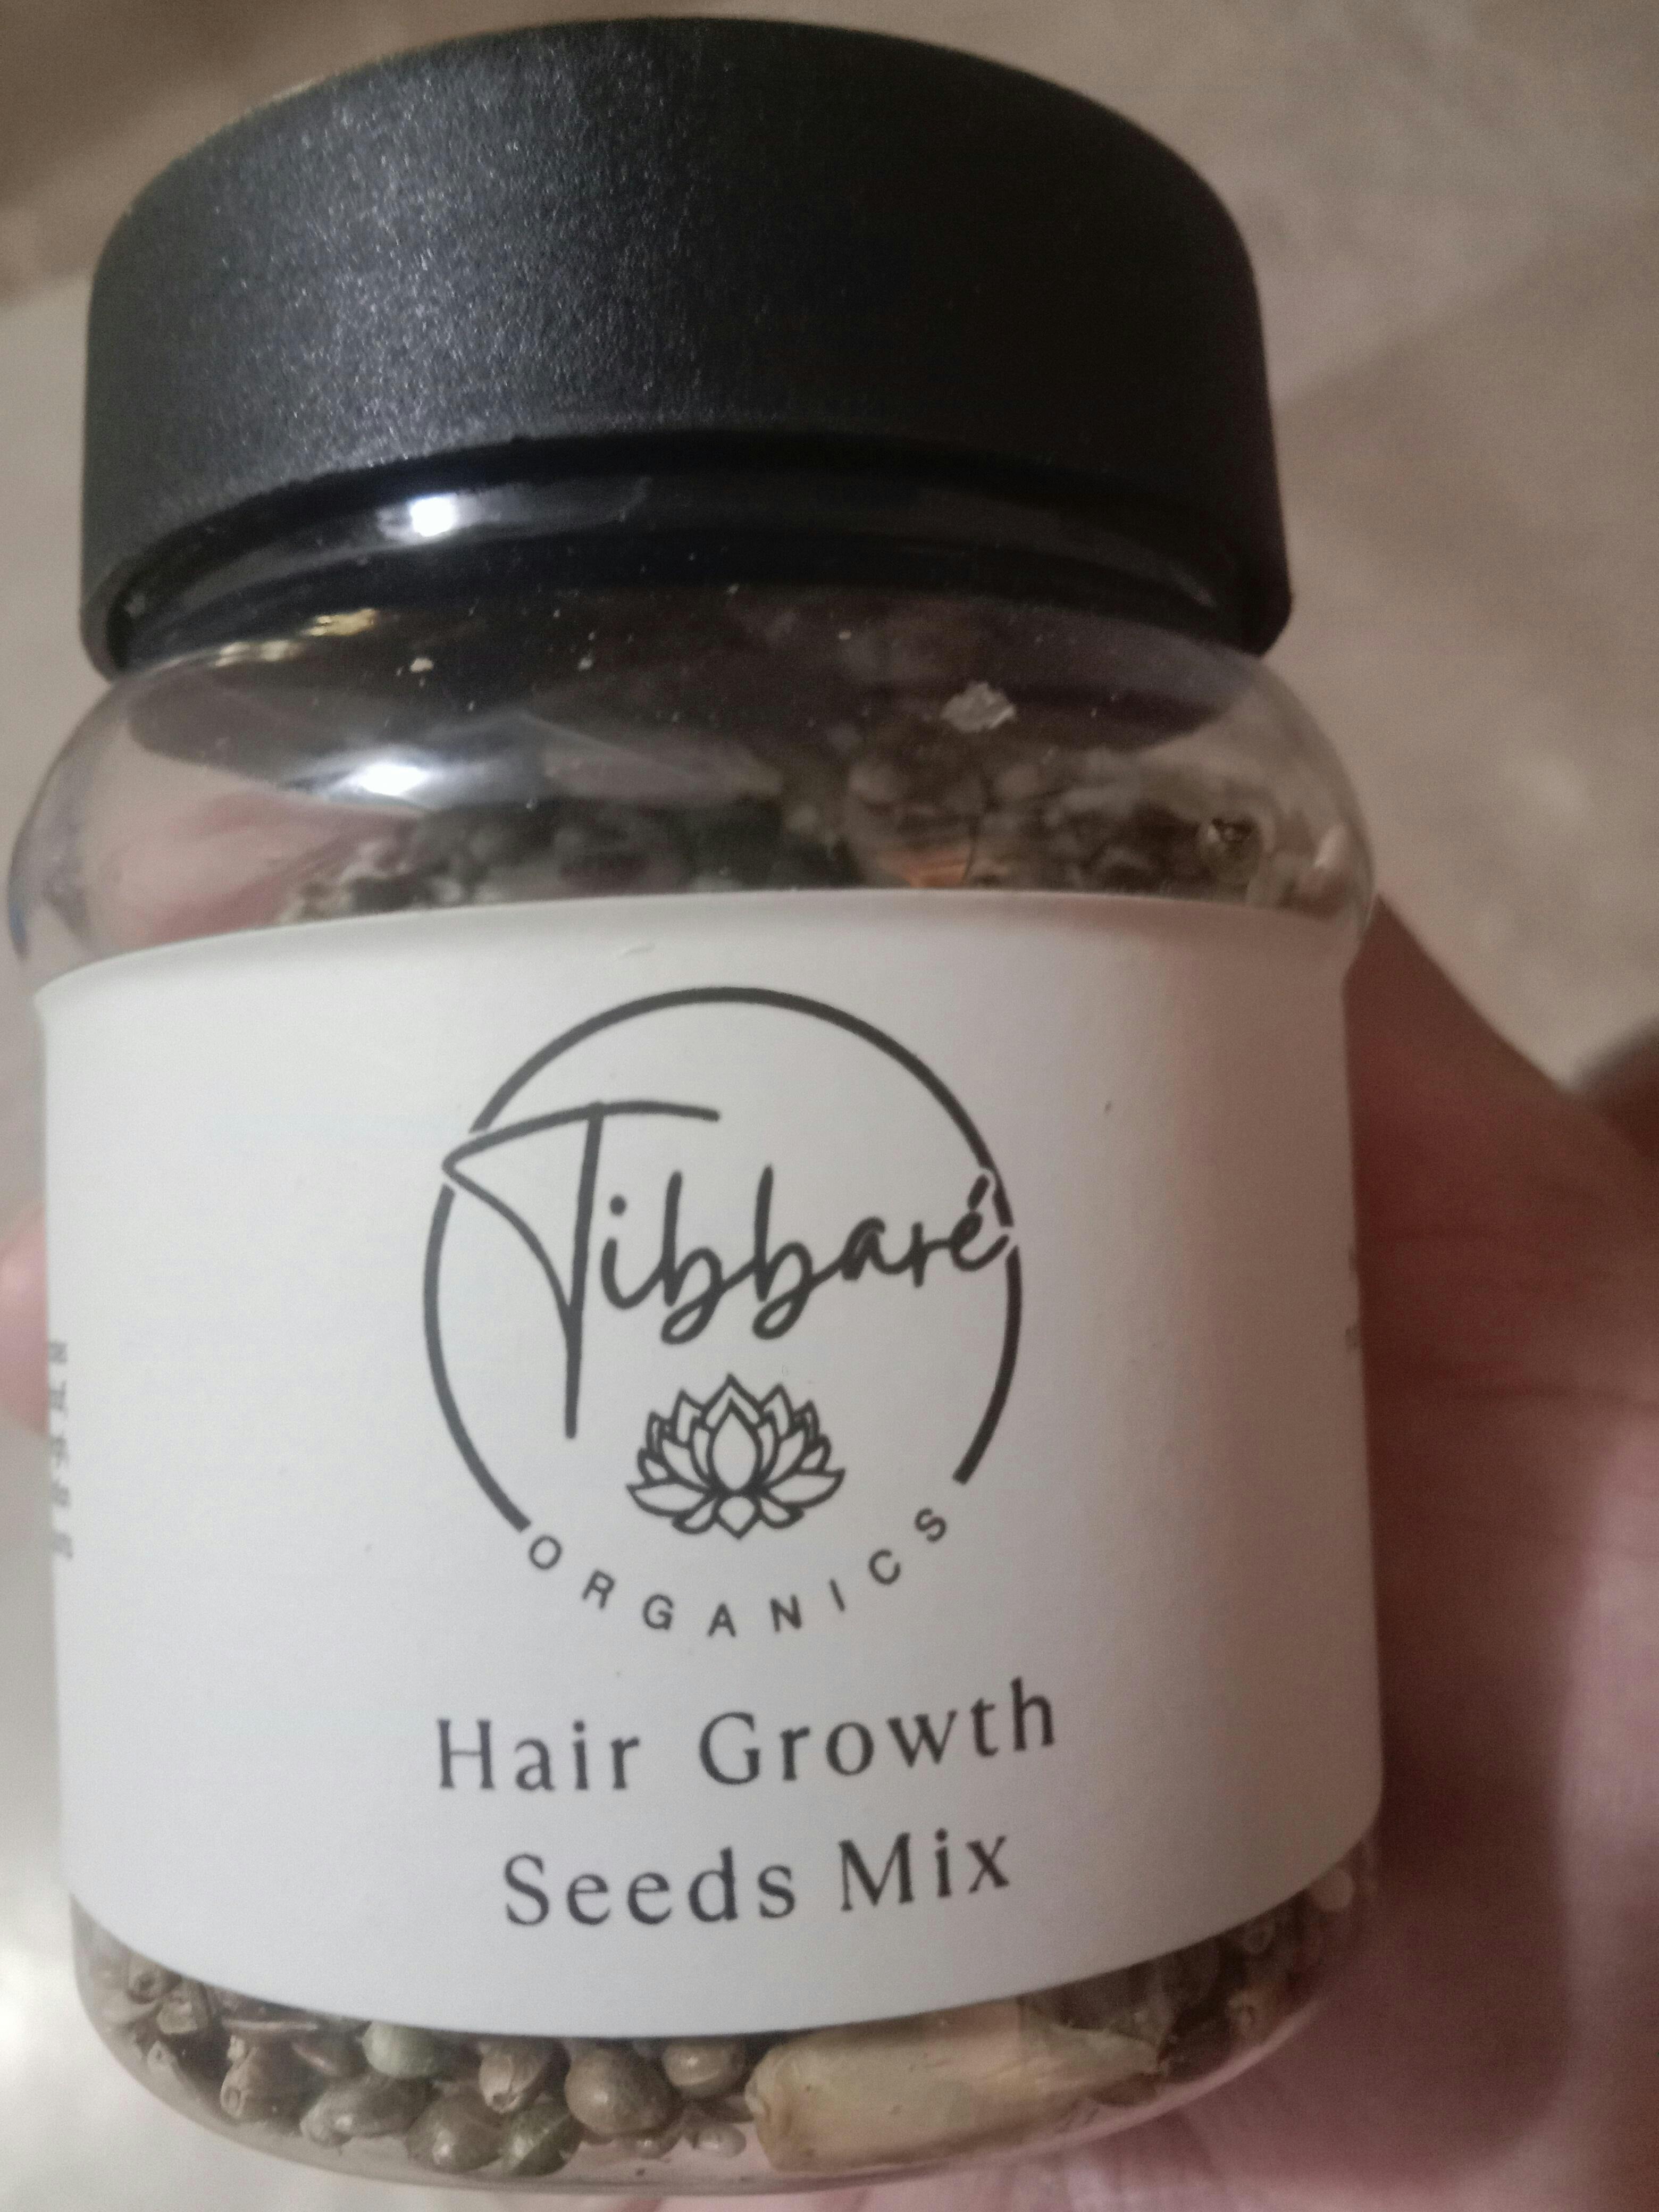 Tibbaré
ORGANICS
Hair Growth
Seeds Mix